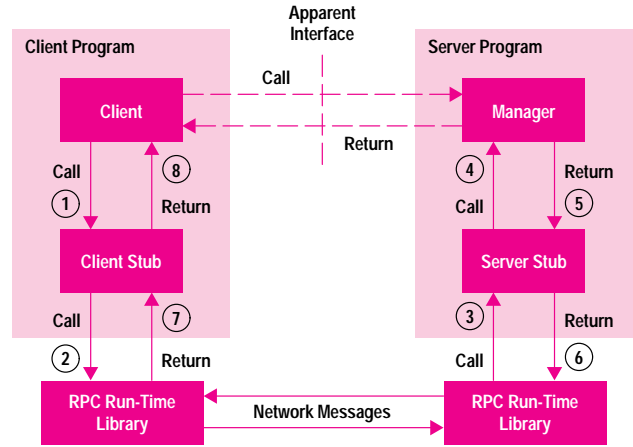 Apparent
Interface
Client Program
Server Program
Call
Client
Manager
Return
Call
8
4
Return
1
Return
Call
5
Client Stub
Server Stub
Call
7
3
Return
2
Return
Call
6
RPC Run-Time
Library
Network Messages
RPC Run-Time
Library